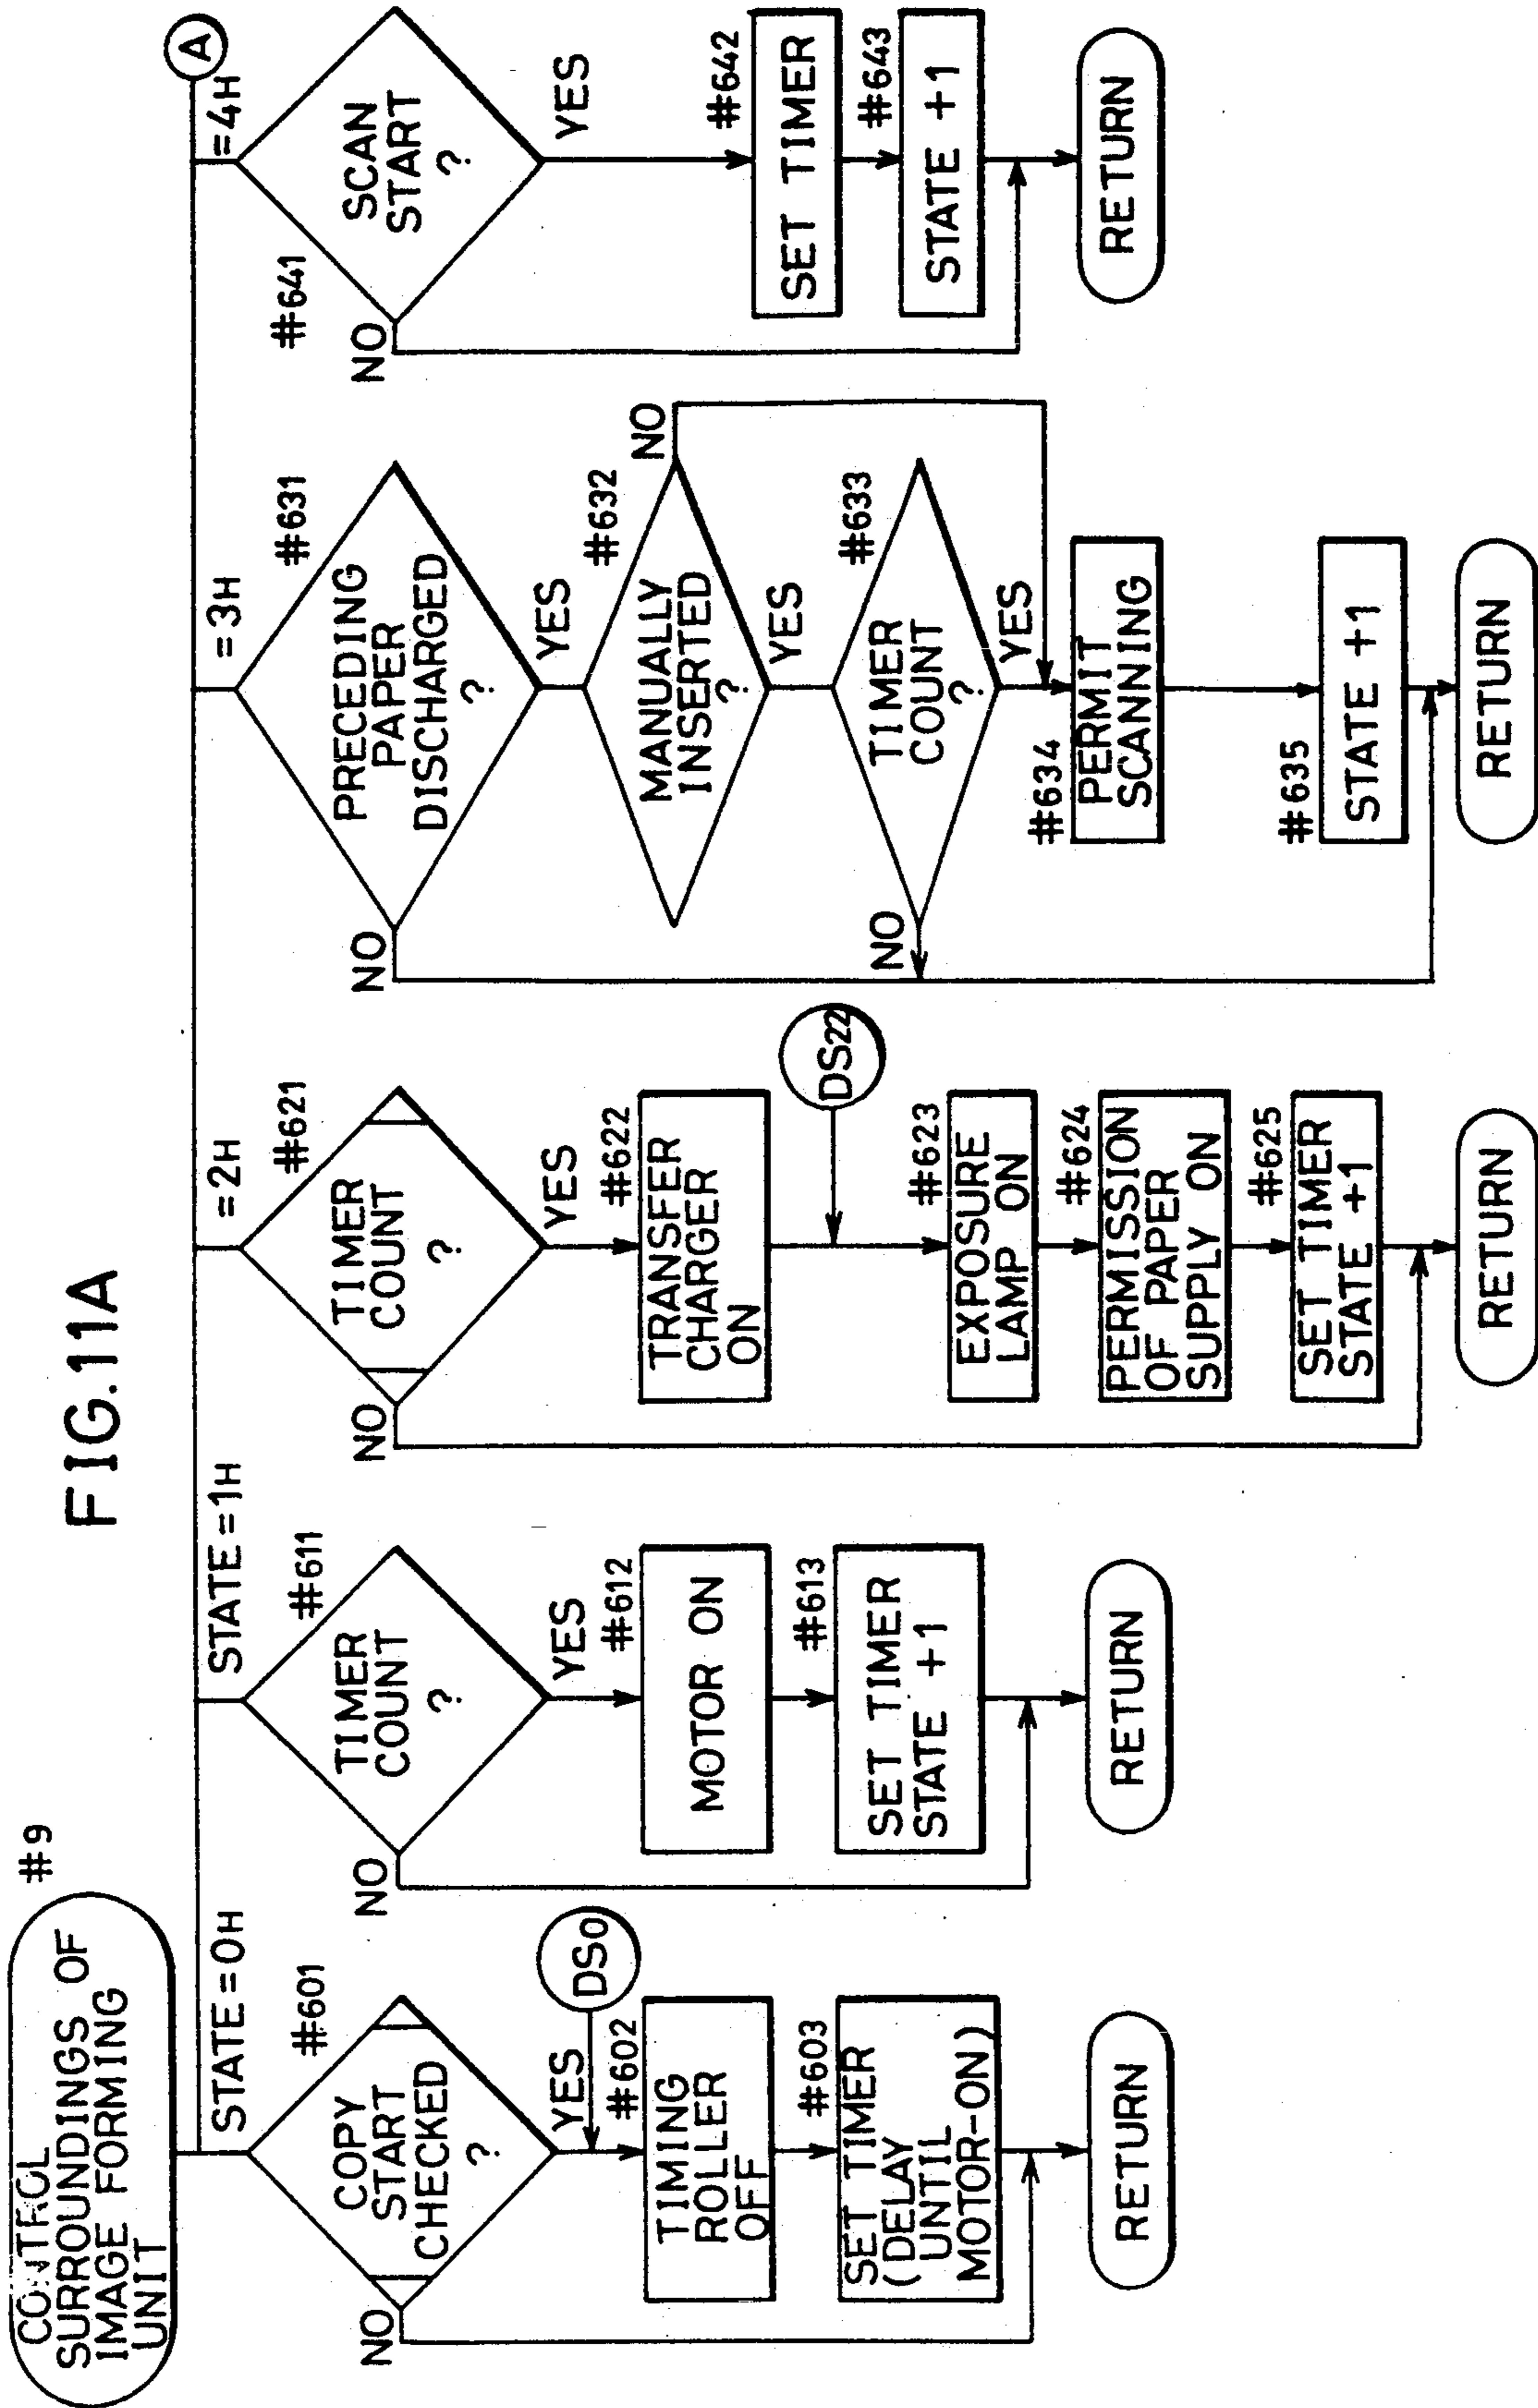 FIG.11A
CONTROL
SURROUNDINGS OF
IMAGE FORMING
UNIT
#9
STATE=0H
#601
COPY
START
CHECKED
?
NO
YES
DS0
#602
TIMING
ROLLER
OFF
#603
SET TIMER
(DELAY
UNTIL
MOTOR-ON)
RETURN
STATE=1H
#611
TIMER
COUNT
?
NO
YES
#612
MOTOR ON
#613
SET TIMER
STATE +1
RETURN
=2H
#621
TIMER
COUNT
?
NO
YES
#622
TRANSFER
CHARGER
ON
DS22
#623
EXPOSURE
LAMP ON
#624
PERMISSION
OF PAPER
SUPPLY ON
#625
SET TIMER
STATE +1
RETURN
=3H
#631
PRECEDING
PAPER
DISCHARGED
?
NO
YES
#632
MANUALLY
INSERTED
?
NO
YES
#633
TIMER
COUNT
?
NO
YES
#634
PERMIT
SCANNING
#635
STATE +1
RETURN
=4H
A
#641
SCAN
START
?
NO
YES
#642
SET TIMER
#643
STATE +1
RETURN